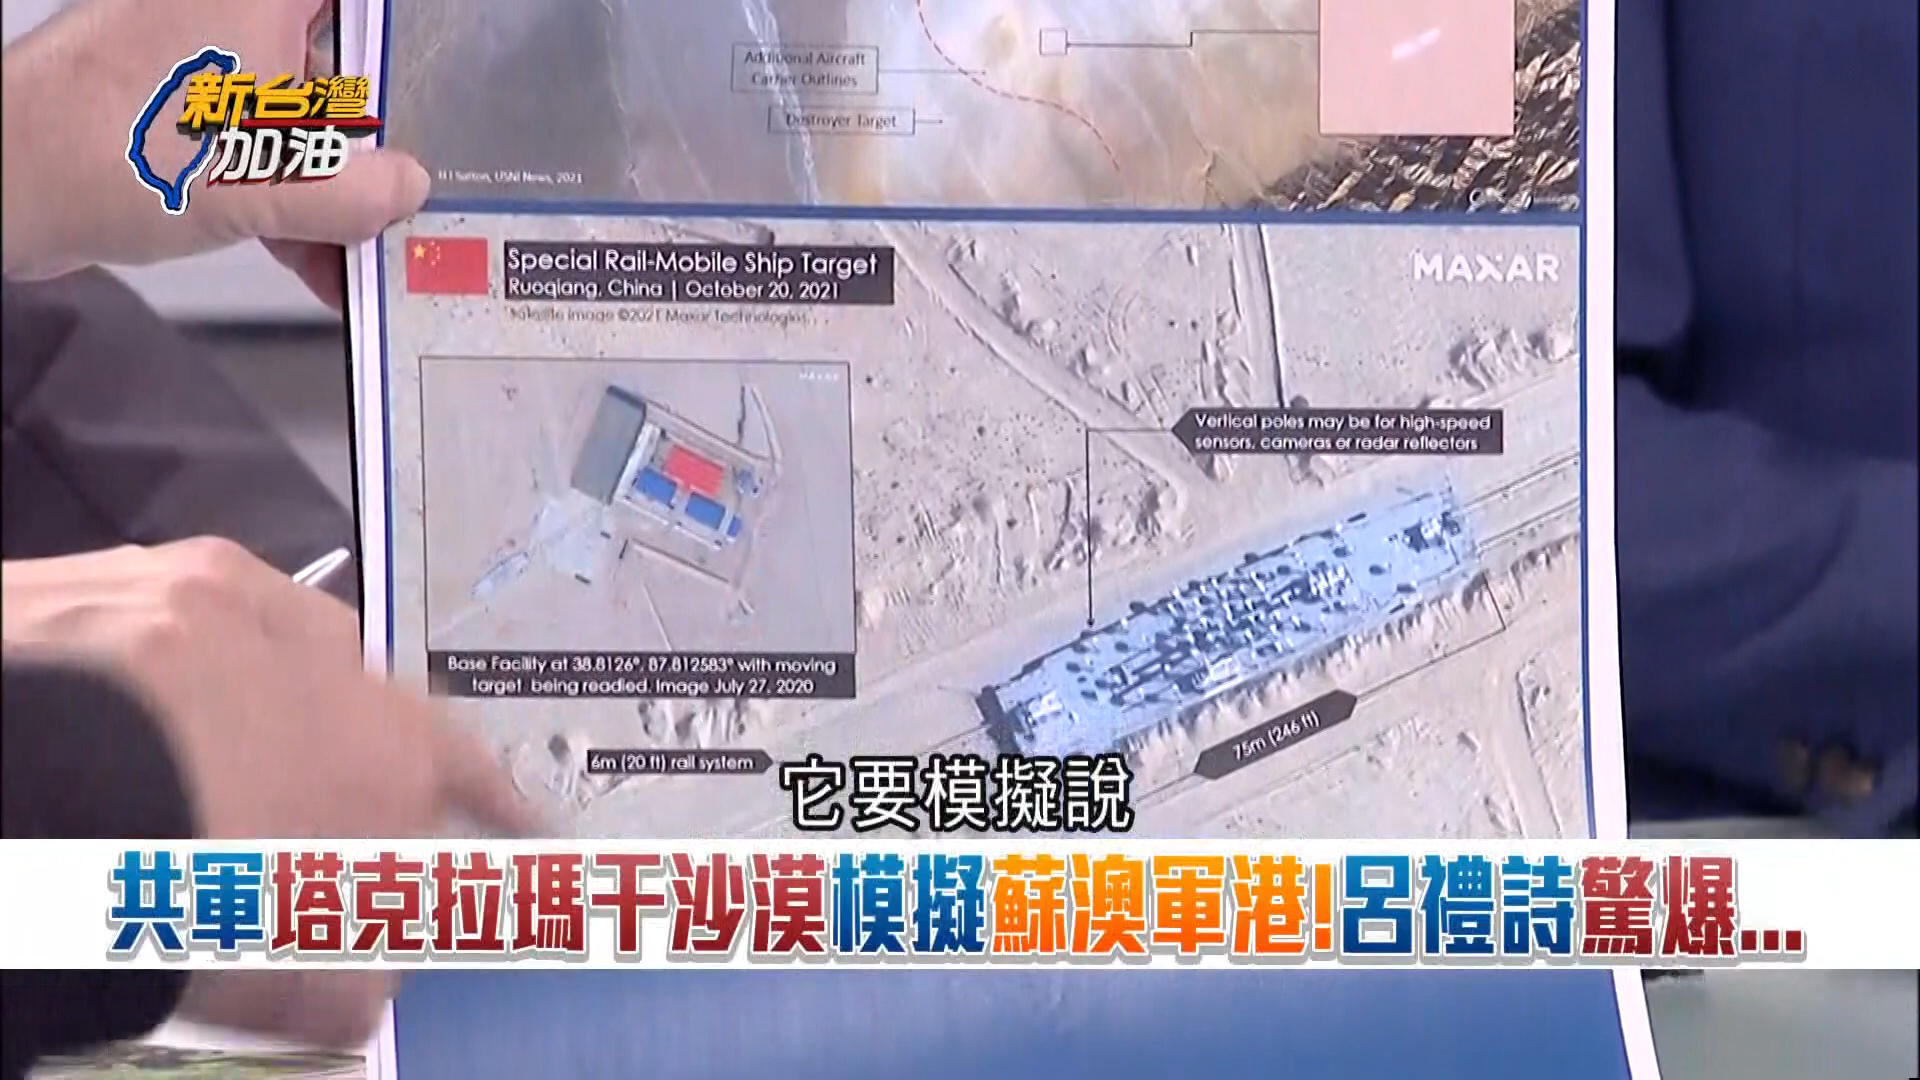 新台灣
加油
Additional Aircraft
Carrier Outlines
Destroyer Target
H I Sutton, USNI News, 2021
Special Rail-Mobile Ship Target
Ruoqiang, China | October 20, 2021
Satellite image ©2021 Maxar Technologies
MAXAR
MAXAR
Vertical poles may be for high-speed
sensors, cameras or radar reflectors
Base Facility at 38.8126°, 87.812583° with moving
target being readied. Image July 27, 2020
6m (20 ft) rail system
75m (246 ft)
它要模擬說
共軍塔克拉瑪干沙漠模擬蘇澳軍港!呂禮詩驚爆...